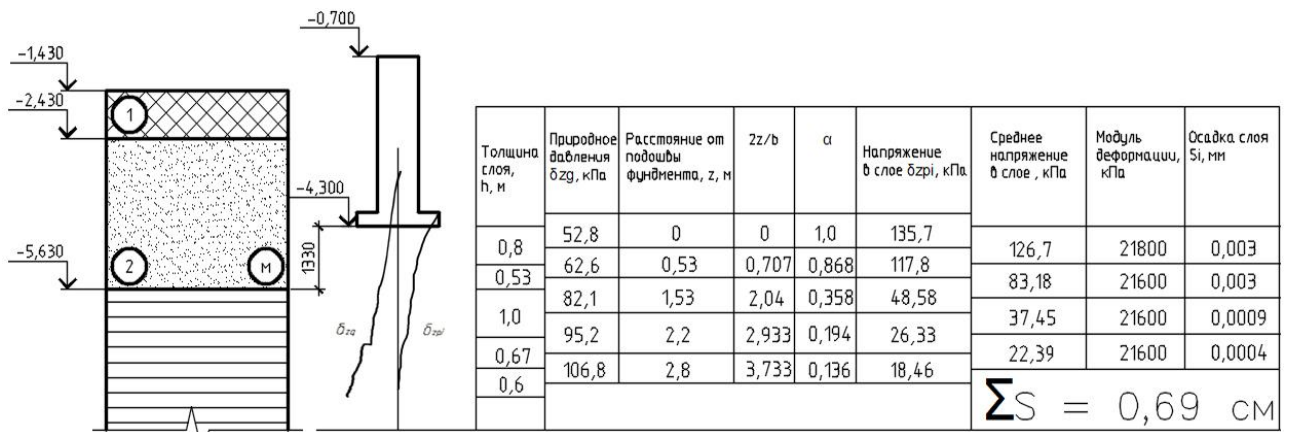 -0,700
-1,430
-2,430
1
-4,300
-5,630
2
М
1330
δzg
δzpi
Толщина слоя, h, м
Природное давления δzg, кПа
Расстояние от подошвы фундмента, z, м
2z/b
α
Напряжение в слое δzpi, кПа
Среднее напряжение в слое , кПа
Модуль деформации, кПа
Осадка слоя Si, мм
52,8 0 0 1,0 135,7
0,8 126,7 21800 0,003
62,6 0,53 0,707 0,868 117,8
0,53 83,18 21600 0,003
82,1 1,53 2,04 0,358 48,58
1,0 37,45 21600 0,0009
95,2 2,2 2,933 0,194 26,33
0,67 22,39 21600 0,0004
106,8 2,8 3,733 0,136 18,46
0,6
ΣS = 0,69 см